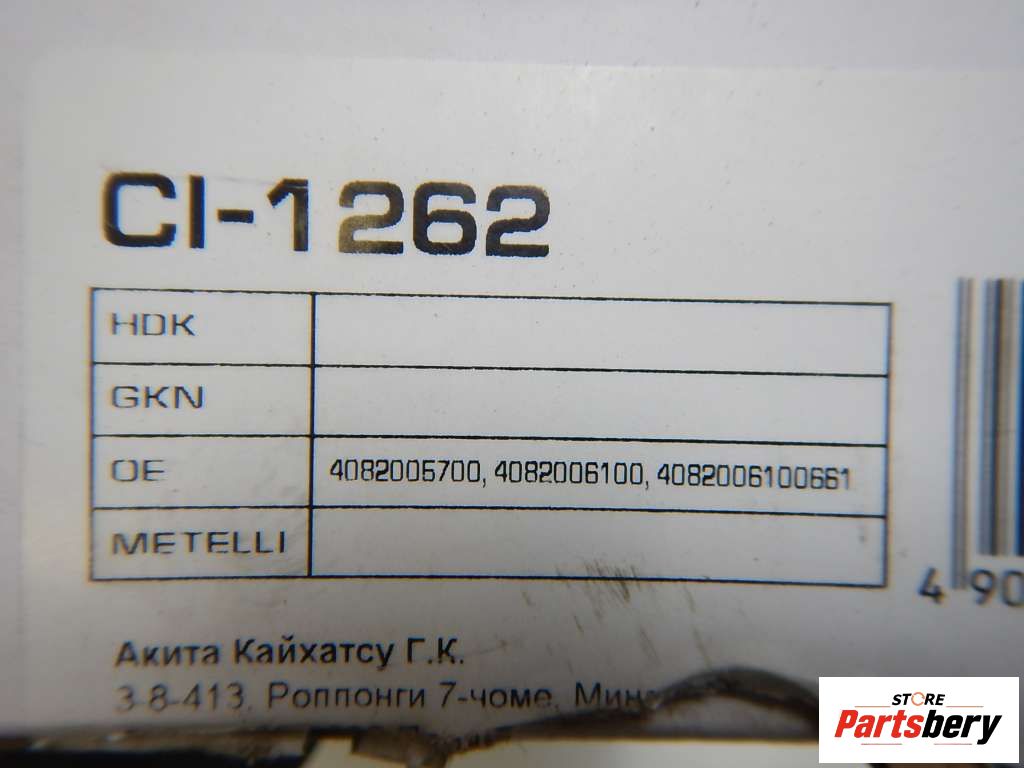 CI-1262
HDK
GKN
OE 4082005700, 4082006100, 4082006100661
METELLI
4 90
Акита Кайхатсу Г.К.
3-8-413, Роппонги 7-чоме,
STORE
Partsbery